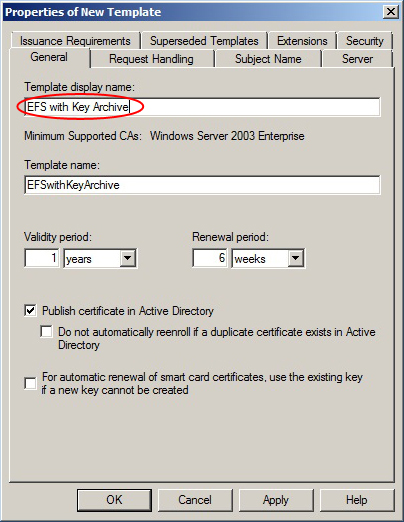 Properties of New Template
Issuance Requirements Superseded Templates Extensions Security
General Request Handling Subject Name Server
Template display name:
EFS with Key Archive
Minimum Supported CAs: Windows Server 2003 Enterprise
Template name:
EFSwithKeyArchive
Validity period: Renewal period:
1 years 6 weeks
Publish certificate in Active Directory
Do not automatically reenroll if a duplicate certificate exists in Active
Directory
For automatic renewal of smart card certificates, use the existing key
if a new key cannot be created
OK Cancel Apply Help